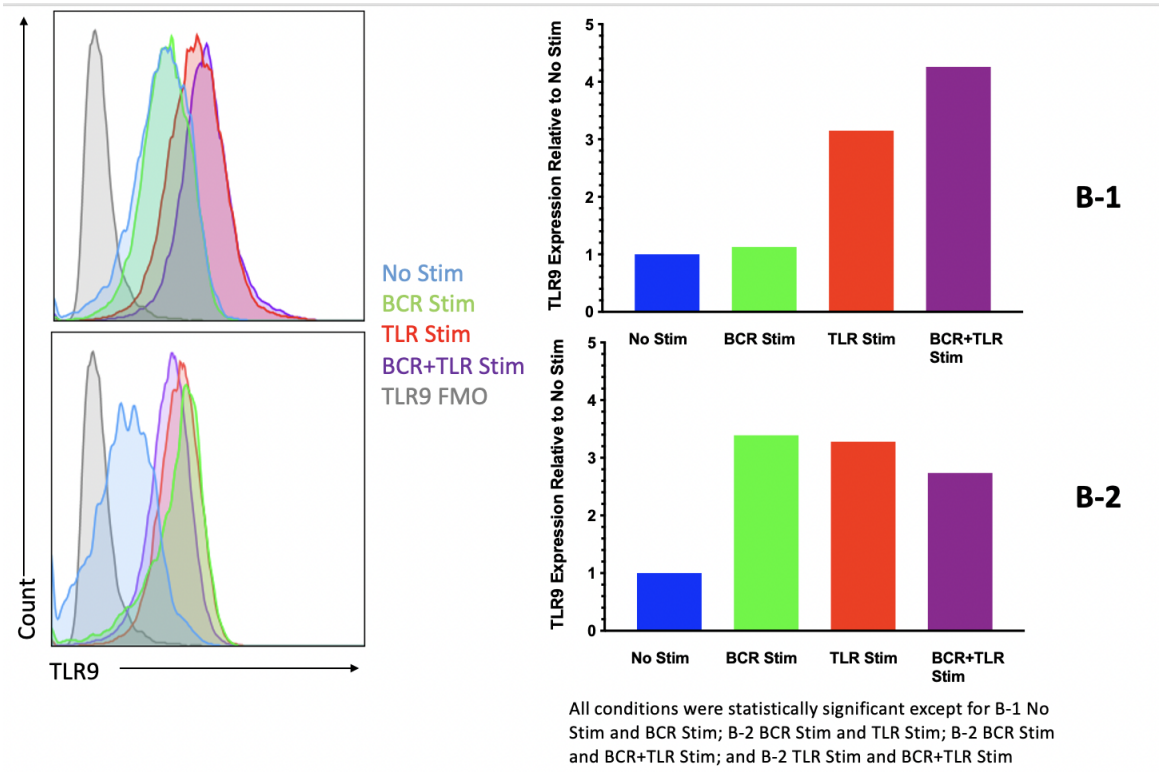 Count
TLR9
No Stim
BCR Stim
TLR Stim
BCR+TLR Stim
TLR9 FMO
TLR9 Expression Relative to No Stim
5
4
3
2
1
0
No Stim
BCR Stim
TLR Stim
BCR+TLR
Stim
B-1
TLR9 Expression Relative to No Stim
5
4
3
2
1
0
No Stim
BCR Stim
TLR Stim
BCR+TLR
Stim
B-2
All conditions were statistically significant except for B-1 No
Stim and BCR Stim; B-2 BCR Stim and TLR Stim; B-2 BCR Stim
and BCR+TLR Stim; and B-2 TLR Stim and BCR+TLR Stim